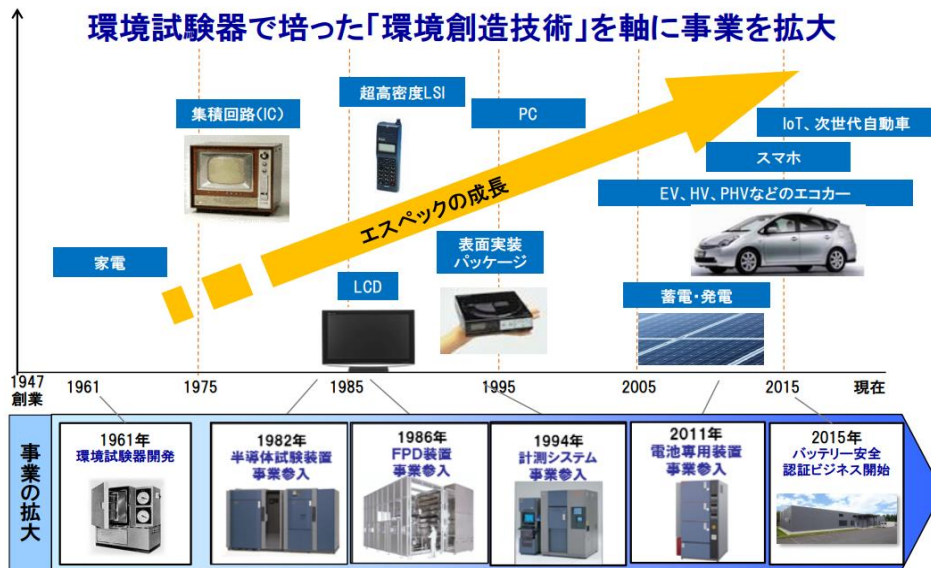 環境試験器で培った「環境創造技術」を軸に事業を拡大
集積回路(IC)
超高密度LSI
PC
IoT、次世代自動車
スマホ
EV、HV、PHVなどのエコカー
エスペックの成長
家電
LCD
表面実装
パッケージ
蓄電・発電
1947
創業
1961
1975
1985
1995
2005
2015
現在
事業の拡大
1961年
環境試験器開発
1982年
半導体試験装置
事業参入
1986年
FPD装置
事業参入
1994年
計測システム
事業参入
2011年
電池専用装置
事業参入
2015年
バッテリー安全
認証ビジネス開始